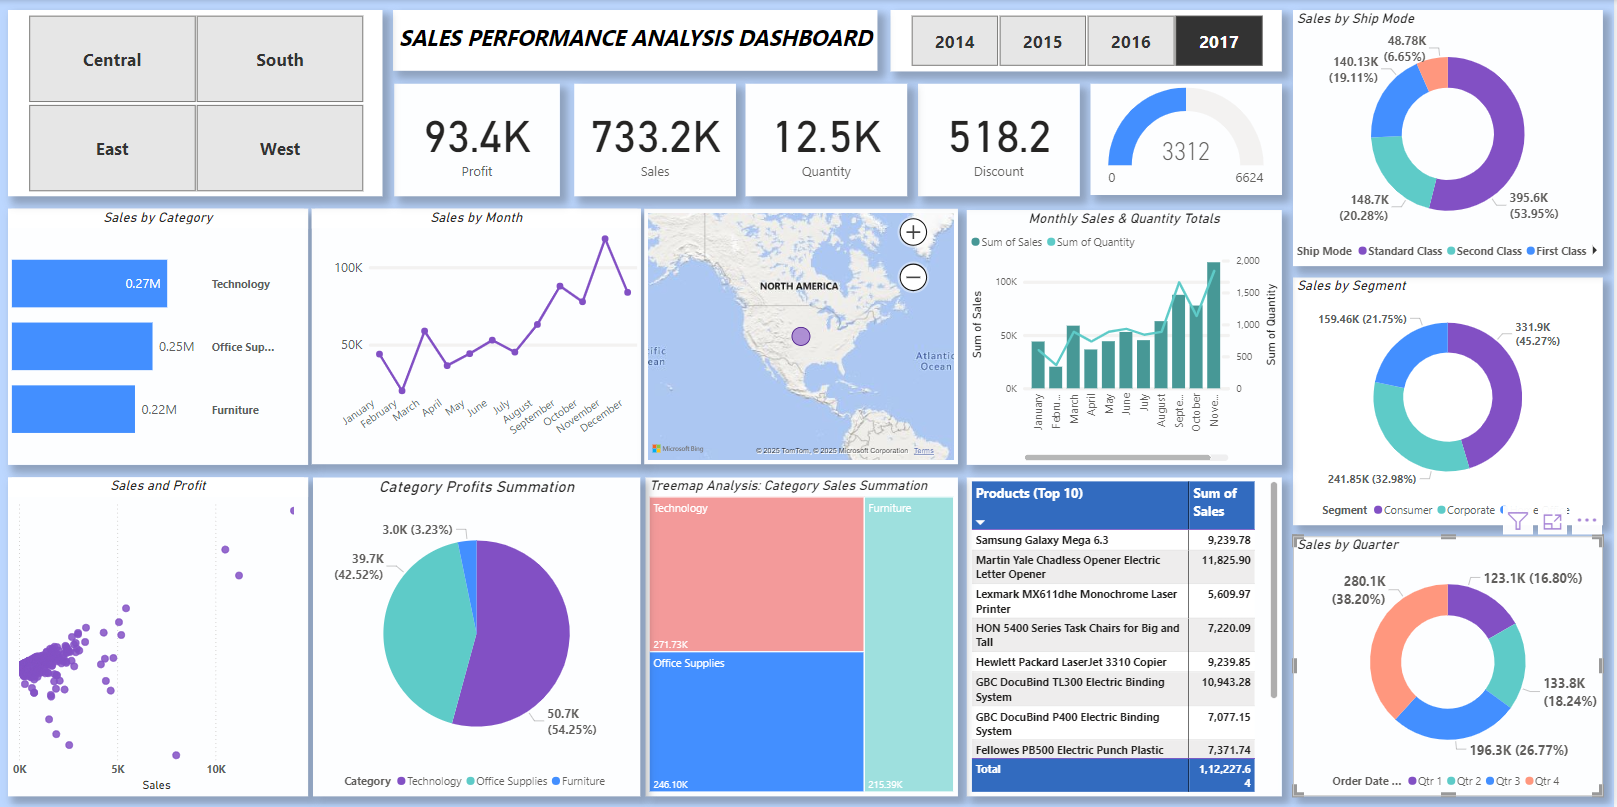 Central
South
East
West
SALES PERFORMANCE ANALYSIS DASHBOARD
2014
2015
2016
2017
93.4K
Profit
733.2K
Sales
12.5K
Quantity
518.2
Discount
3312
0
6624
Sales by Ship Mode
48.78K
(6.65%)
140.13K
(19.11%)
148.7K
(20.28%)
395.6K
(53.95%)
Ship Mode Standard Class Second Class First Class
Sales by Category
0.27M
Technology
0.25M
Office Sup...
0.22M
Furniture
Sales by Month
100K
50K
January
February
March
April
May
June
July
August
September
October
November
December
NORTH AMERICA
ific
ean
Atlantic
Ocean
Microsoft Bing
© 2025 TomTom, © 2025 Microsoft Corporation Terms
Monthly Sales & Quantity Totals
Sum of Sales Sum of Quantity
Sum of Sales
100K
50K
0K
2,000
1,500
1,000
500
0
Sum of Quantity
January
Febru...
March
April
May
June
July
August
Septe...
October
Nove...
Sales by Segment
159.46K (21.75%)
331.9K
(45.27%)
241.85K (32.98%)
Segment Consumer Corporate
Sales and Profit
0K
5K
10K
Sales
Category Profits Summation
3.0K (3.23%)
39.7K
(42.52%)
50.7K
(54.25%)
Category Technology Office Supplies Furniture
Treemap Analysis: Category Sales Summation
Technology
271.73K
Office Supplies
246.10K
Furniture
215.39K
Products (Top 10)
Sum of
Sales
Samsung Galaxy Mega 6.3 9,239.78
Martin Yale Chadless Opener Electric 11,825.90
Letter Opener
Lexmark MX611dhe Monochrome Laser 5,609.97
Printer
HON 5400 Series Task Chairs for Big and 7,220.09
Tall
Hewlett Packard LaserJet 3310 Copier 9,239.85
GBC DocuBind TL300 Electric Binding 10,943.28
System
GBC DocuBind P400 Electric Binding 7,077.15
System
Fellowes PB500 Electric Punch Plastic 7,371.74
Total 1,12,227.6
4
Sales by Quarter
280.1K
(38.20%)
123.1K (16.80%)
133.8K
(18.24%)
196.3K (26.77%)
Order Date ... Qtr 1 Qtr 2 Qtr 3 Qtr 4